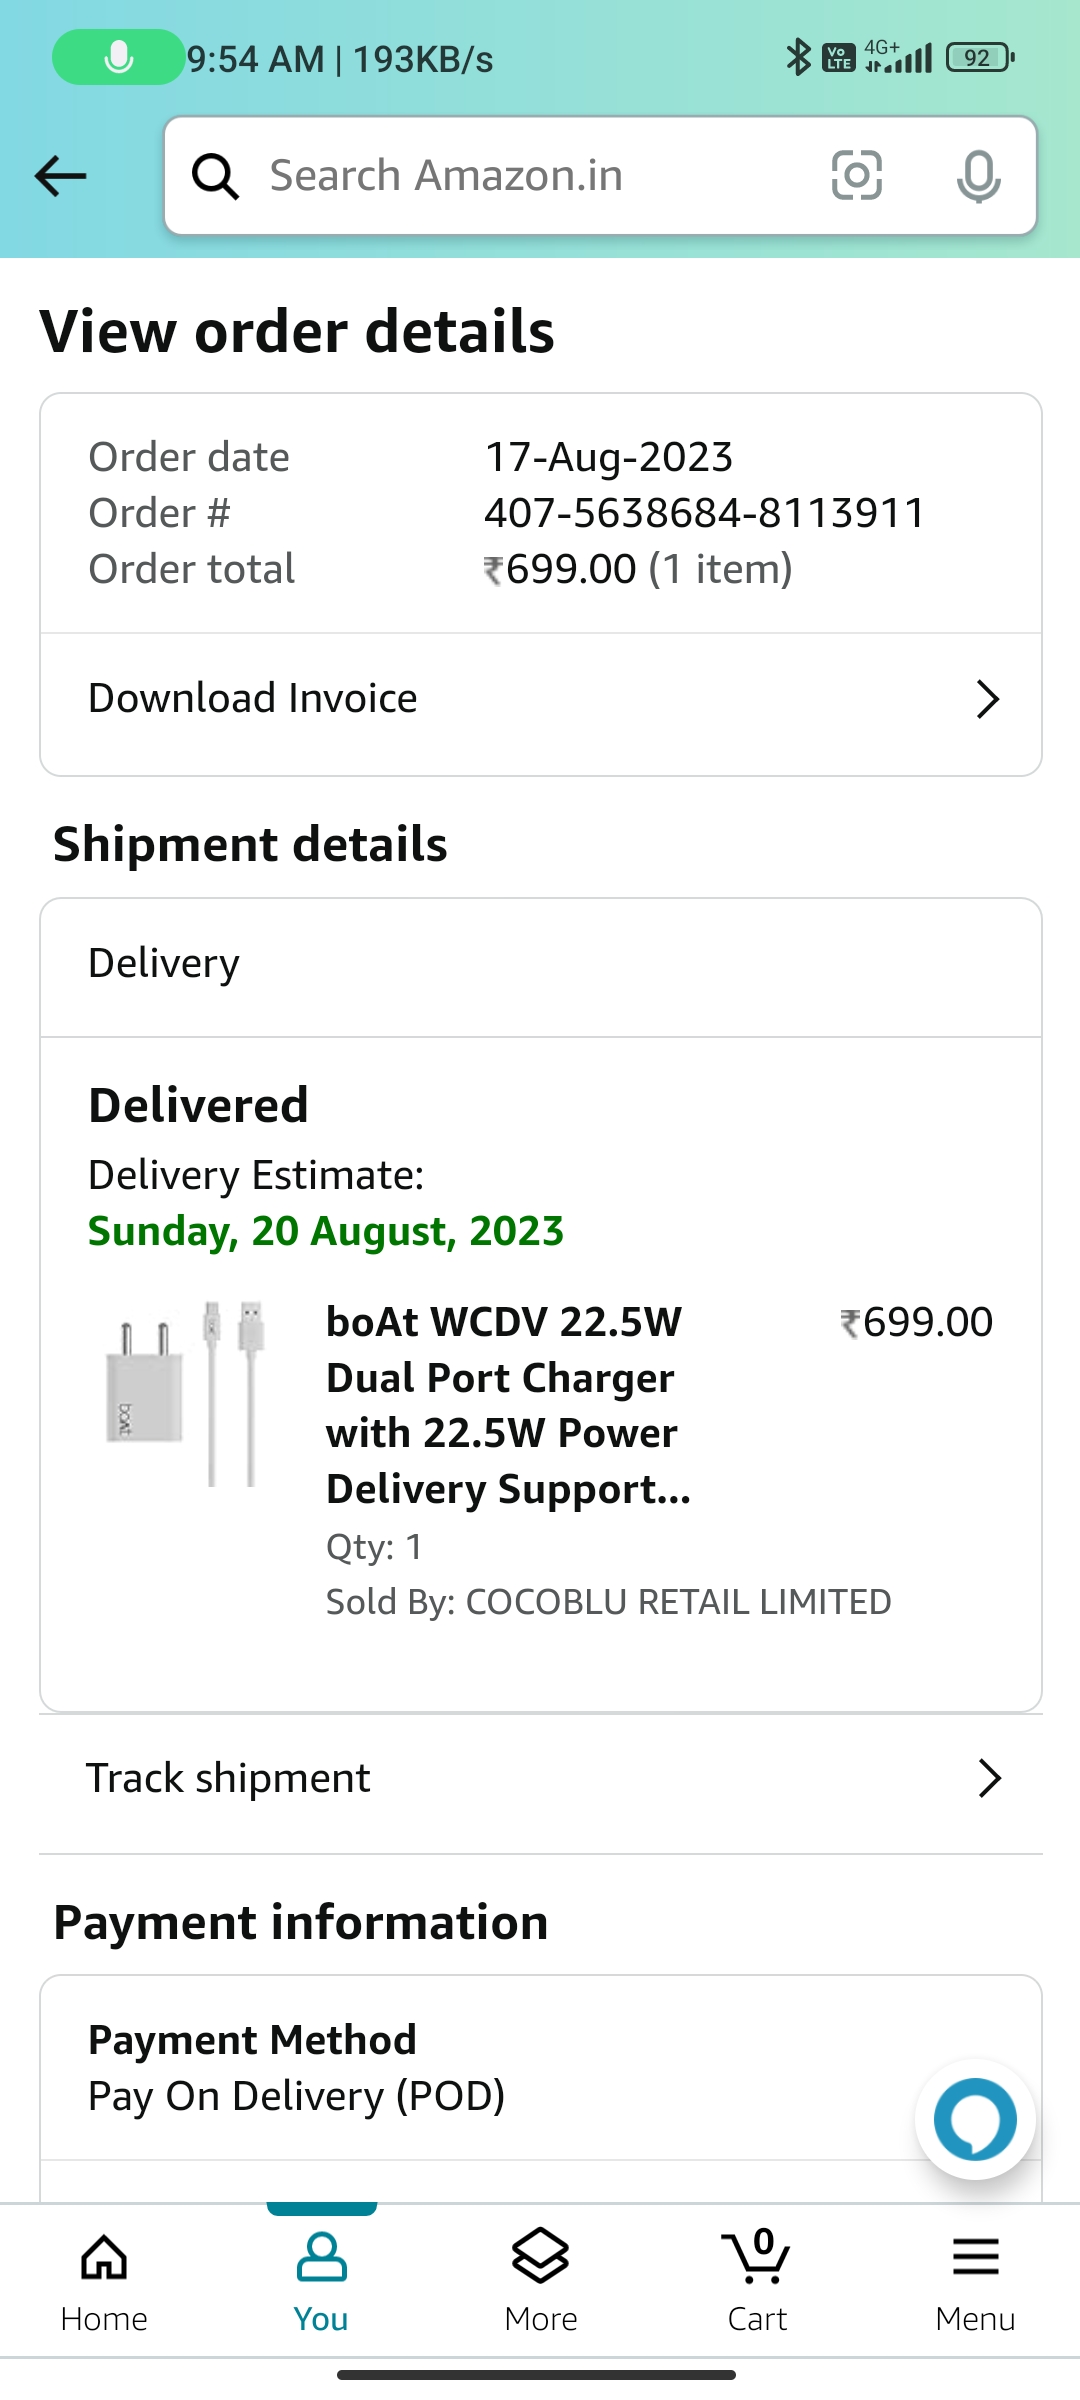 9:54 AM | 193KB/s
Vo LTE 4G+ 92
Search Amazon.in
View order details
Order date 17-Aug-2023
Order # 407-5638684-8113911
Order total ₹699.00 (1 item)
Download Invoice
Shipment details
Delivery
Delivered
Delivery Estimate:
Sunday, 20 August, 2023
boAt
boAt WCDV 22.5W ₹699.00
Dual Port Charger
with 22.5W Power
Delivery Support...
Qty: 1
Sold By: COCOBLU RETAIL LIMITED
Track shipment
Payment information
Payment Method
Pay On Delivery (POD)
0
Home You More Cart Menu